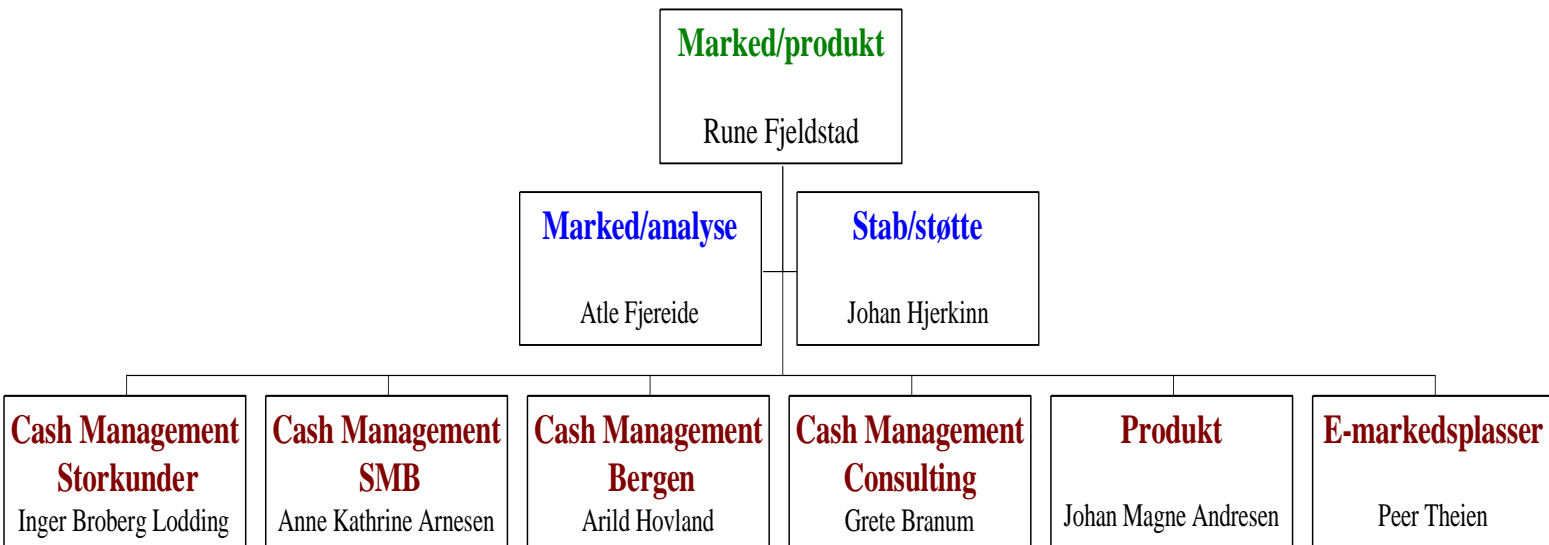 Marked/produkt
Rune Fjeldstad
Marked/analyse
Atle Fjereide
Stab/støtte
Johan Hjerkinn
Cash Management
Storkunder
Inger Broberg Lodding
Cash Management
SMB
Anne Kathrine Arnesen
Cash Management
Bergen
Arild Hovland
Cash Management
Consulting
Grete Branum
Produkt
Johan Magne Andresen
E-markedsplasser
Peer Theien